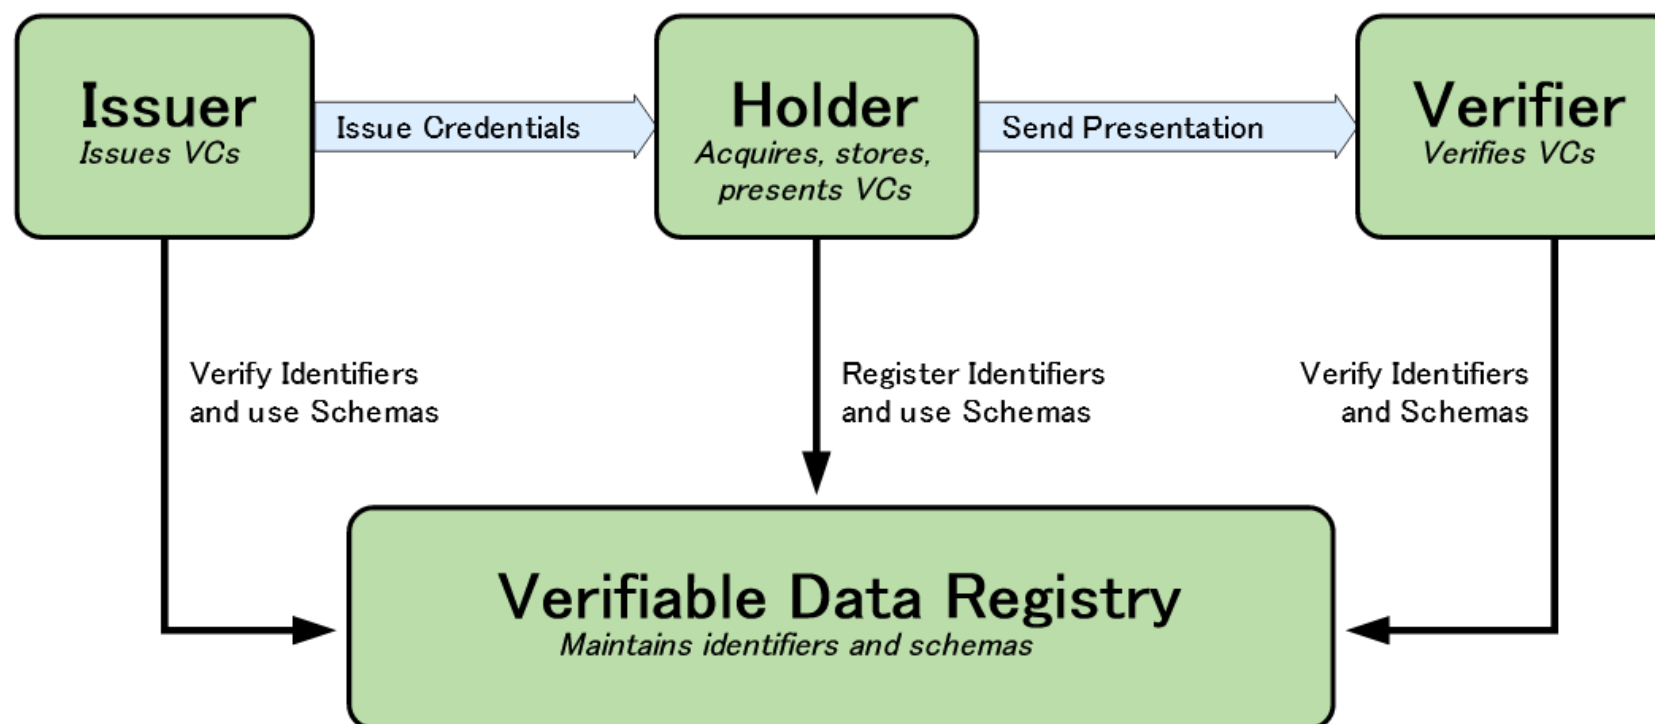 Issuer
Issues VCs
Issue Credentials
Holder
Acquires, stores,
presents VCs
Send Presentation
Verifier
Verifies VCs
Verify Identifiers
and use Schemas
Register Identifiers
and use Schemas
Verify Identifiers
and Schemas
Verifiable Data Registry
Maintains identifiers and schemas